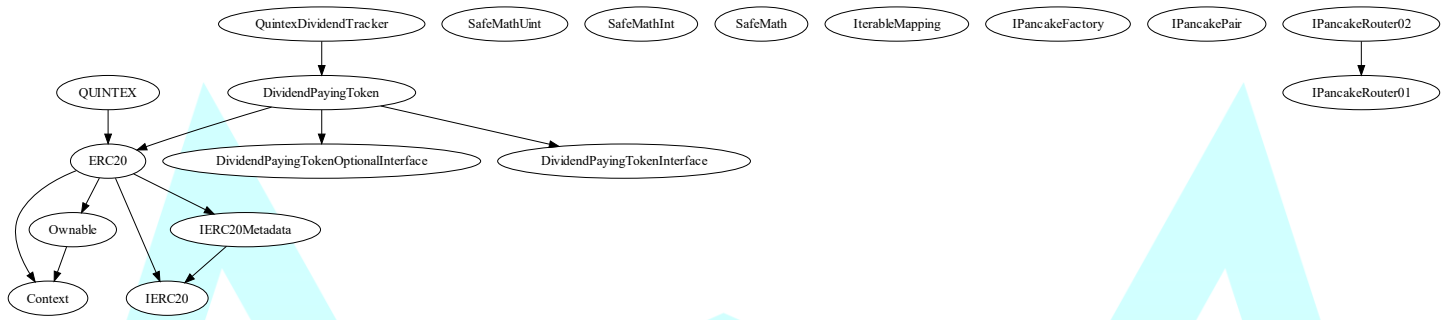 QuintexDividendTracker
SafeMathUint
SafeMathInt
SafeMath
IterableMapping
IPancakeFactory
IPancakePair
IPancakeRouter02
QUINTEX
DividendPayingToken
IPancakeRouter01
ERC20
DividendPayingTokenOptionalInterface
DividendPayingTokenInterface
Ownable
IERC20Metadata
Context
IERC20